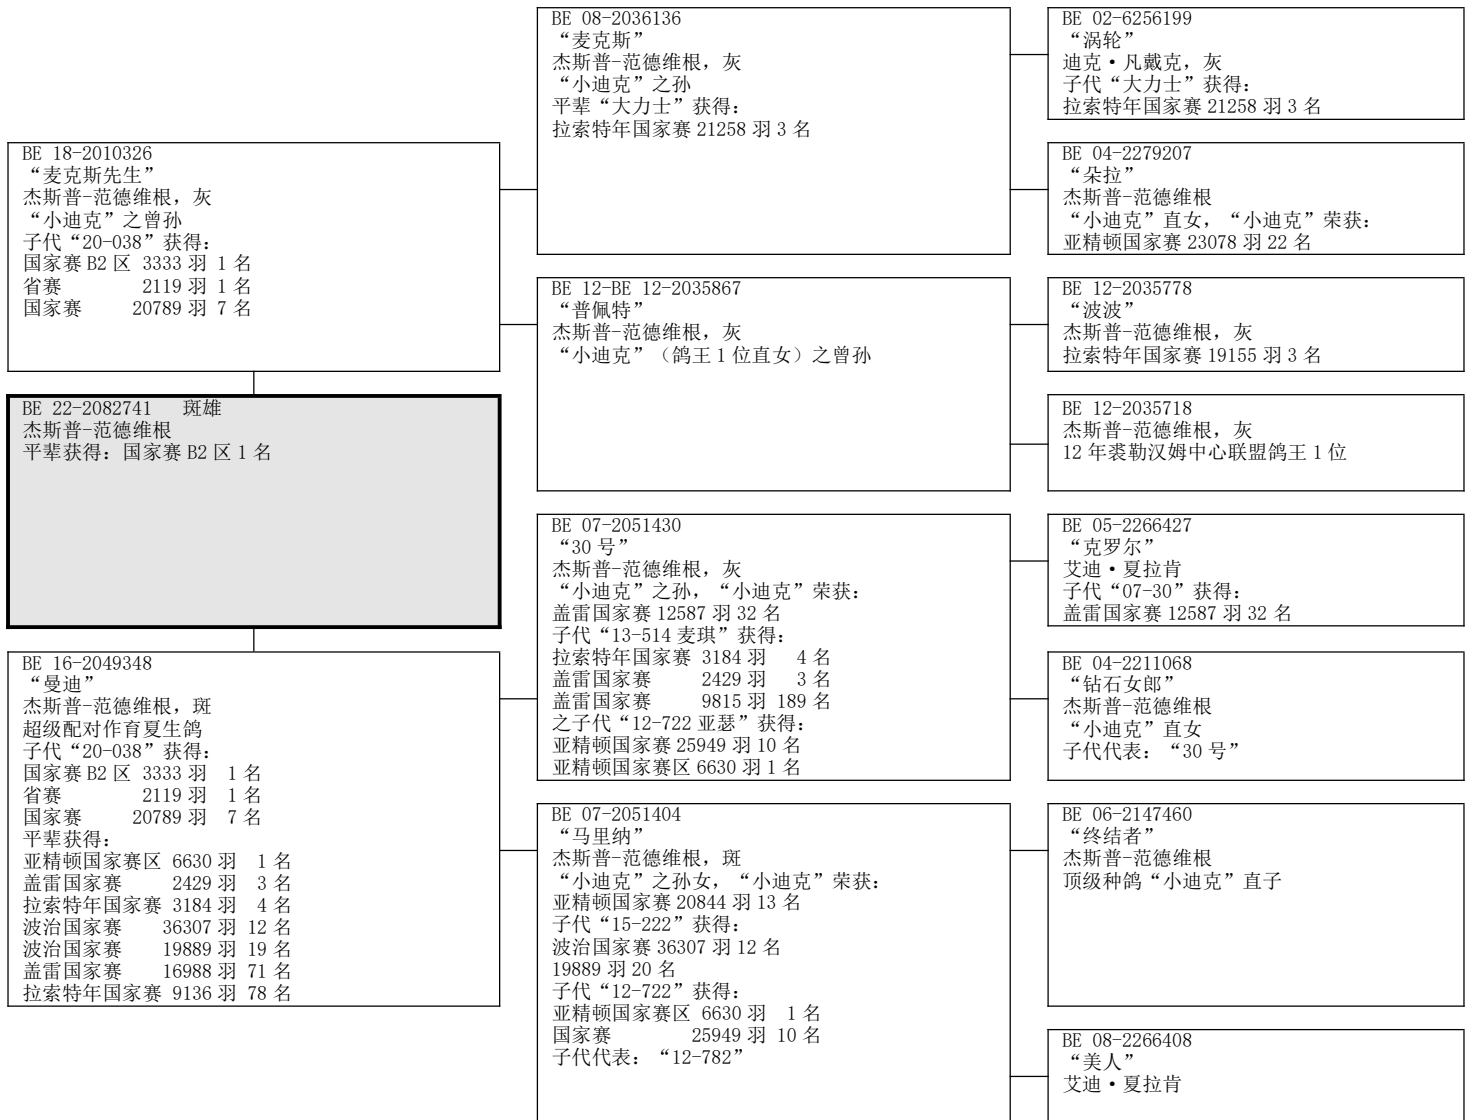 BE 18-2010326
“麦克斯先生”
杰斯普-范德维根，灰
“小迪克”之曾孙
子代“20-038”获得：
国家赛 B2 区 3333 羽 1 名
省赛 2119 羽 1 名
国家赛 20789 羽 7 名
BE 22-2082741 斑雄
杰斯普-范德维根
平辈获得：国家赛 B2 区 1 名
BE 16-2049348
“曼迪”
杰斯普-范德维根，斑
超级配对作育夏生鸽
子代“20-038”获得：
国家赛 B2 区 3333 羽 1 名
省赛 2119 羽 1 名
国家赛 20789 羽 7 名
平辈获得：
亚精顿国家赛区 6630 羽 1 名
盖雷国家赛 2429 羽 3 名
拉索特年国家赛 3184 羽 4 名
波治国家赛 36307 羽 12 名
波治国家赛 19889 羽 19 名
盖雷国家赛 16988 羽 71 名
拉索特年国家赛 9136 羽 78 名
BE 08-2036136
“麦克斯”
杰斯普-范德维根，灰
“小迪克”之孙
平辈“大力士”获得：
拉索特年国家赛 21258 羽 3 名
BE 12-BE 12-2035867
“普佩特”
杰斯普-范德维根，灰
“小迪克”（鸽王 1 位直女）之曾孙
BE 07-2051430
“30 号”
杰斯普-范德维根，灰
“小迪克”之孙，“小迪克”荣获：
盖雷国家赛 12587 羽 32 名
子代“13-514 麦琪”获得：
拉索特年国家赛 3184 羽 4 名
盖雷国家赛 2429 羽 3 名
盖雷国家赛 9815 羽 189 名
之子代“12-722 亚瑟”获得：
亚精顿国家赛 25949 羽 10 名
亚精顿国家赛区 6630 羽 1 名
BE 07-2051404
“马里纳”
杰斯普-范德维根，斑
“小迪克”之孙女，“小迪克”荣获：
亚精顿国家赛 20844 羽 13 名
子代“15-222”获得：
波治国家赛 36307 羽 12 名
19889 羽 20 名
子代“12-722”获得：
亚精顿国家赛区 6630 羽 1 名
国家赛 25949 羽 10 名
子代代表：“12-782”
BE 02-6256199
“涡轮”
迪克·凡戴克，灰
子代“大力士”获得：
拉索特年国家赛 21258 羽 3 名
BE 04-2279207
“朵拉”
杰斯普-范德维根
“小迪克”直女，“小迪克”荣获：
亚精顿国家赛 23078 羽 22 名
BE 12-2035778
“波波”
杰斯普-范德维根，灰
拉索特年国家赛 19155 羽 3 名
BE 12-2035718
杰斯普-范德维根，灰
12 年裘勒汉姆中心联盟鸽王 1 位
BE 05-2266427
“克罗尔”
艾迪·夏拉肯
子代“07-30”获得：
盖雷国家赛 12587 羽 32 名
BE 04-2211068
“钻石女郎”
杰斯普-范德维根
“小迪克”直女
子代代表：“30 号”
BE 06-2147460
“终结者”
杰斯普-范德维根
顶级种鸽“小迪克”直子
BE 08-2266408
“美人”
艾迪·夏拉肯